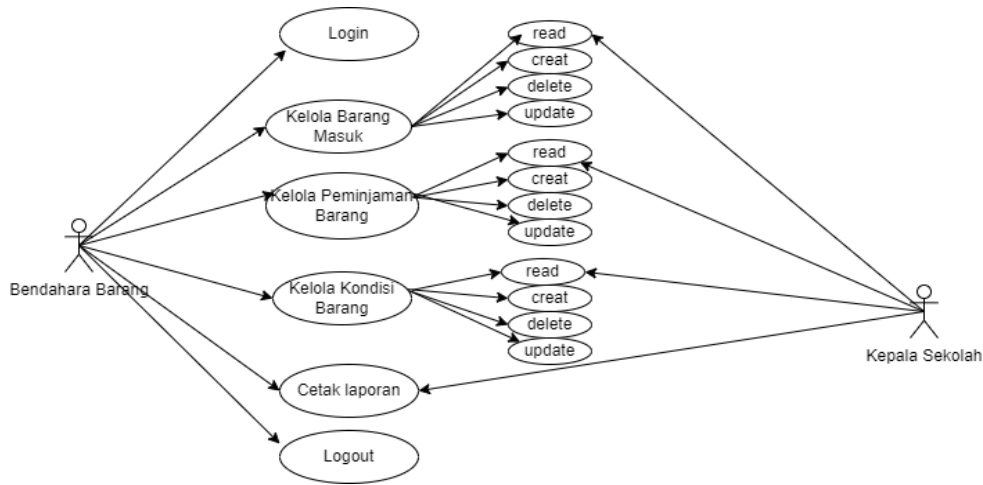 Login
read
creat
delete
update
Kelola Barang
Masuk
read
creat
delete
update
Kelola Peminjaman
Barang
Bendahara Barang
read
creat
delete
update
Kelola Kondisi
Barang
Kepala Sekolah
Cetak laporan
Logout